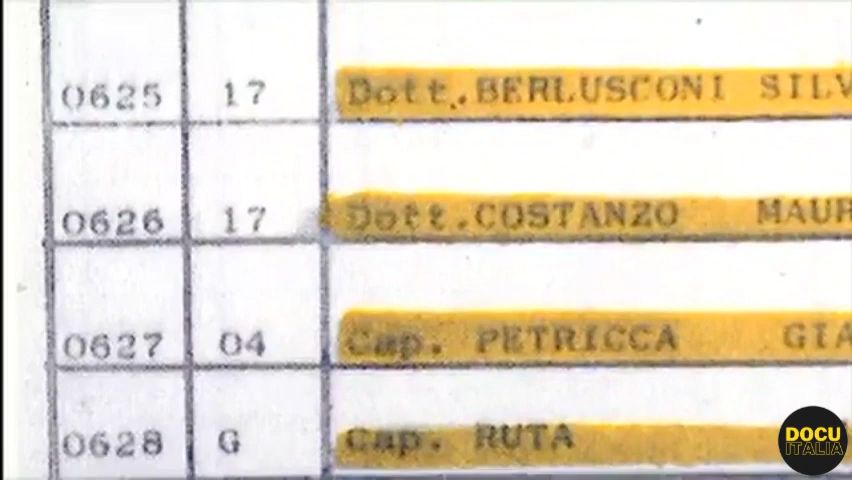 0625 17 Dott.BERLUSCONI SILV
0626 17 Dott.COSTANZO MAUR
0627 04 Cap. PETRICCA GIA
0628 G Cap. RUTA
DOCU
ITALIA